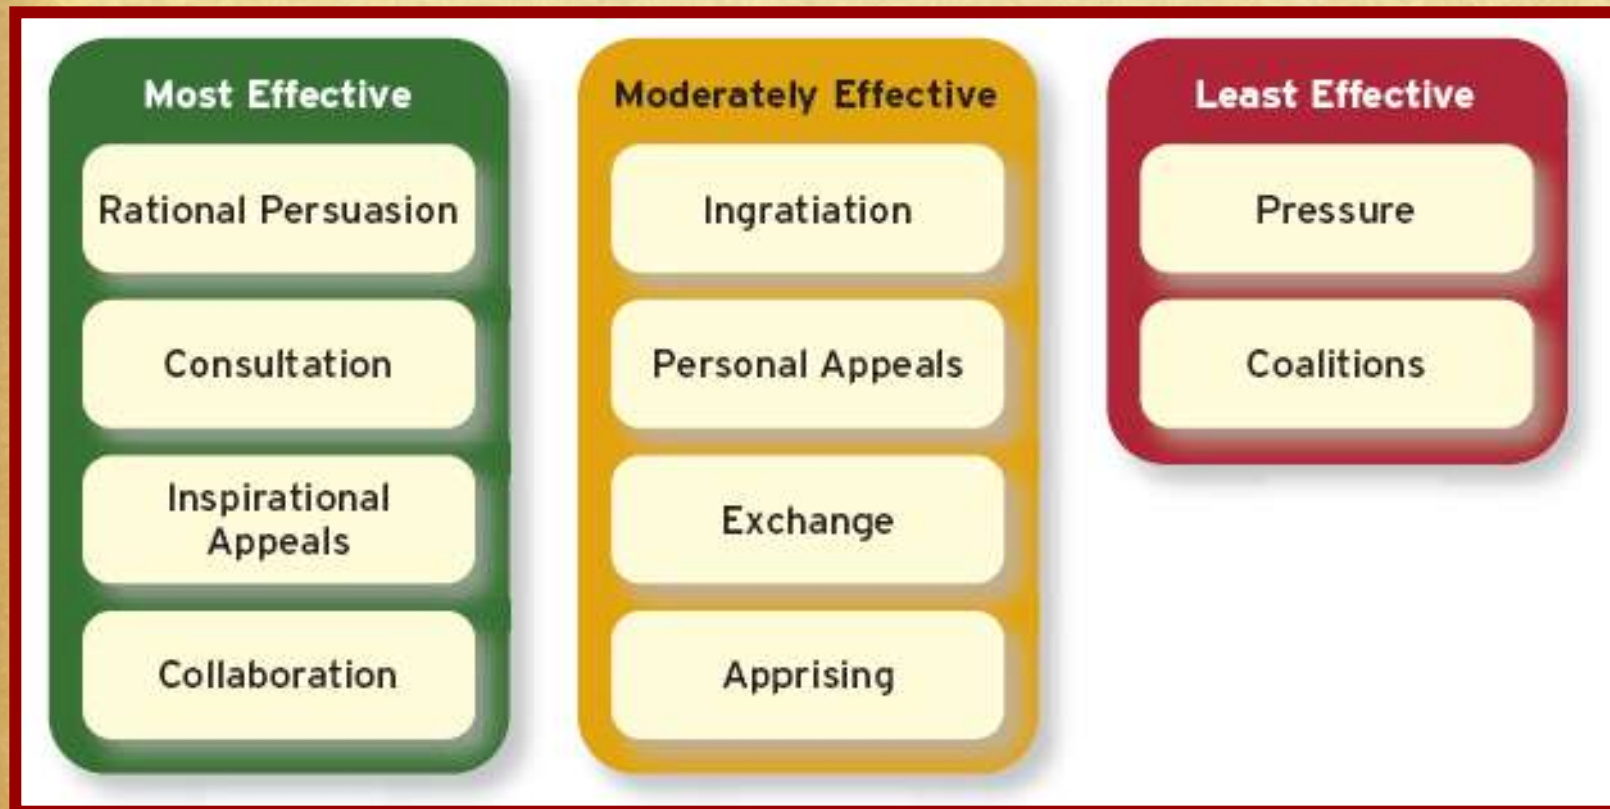 Most Effective
Rational Persuasion
Consultation
Inspirational
Appeals
Collaboration
Moderately Effective
Ingratiation
Personal Appeals
Exchange
Apprising
Least Effective
Pressure
Coalitions